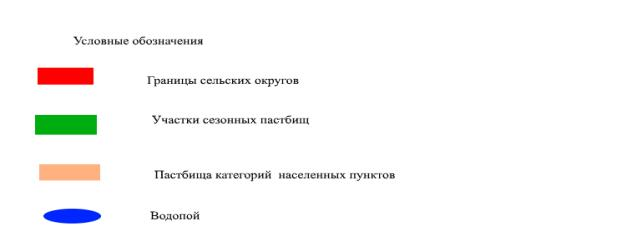 Условные обозначения
Границы сельских округов
Участки сезонных пастбищ
Пастбища категорий населенных пунктов
Водопой